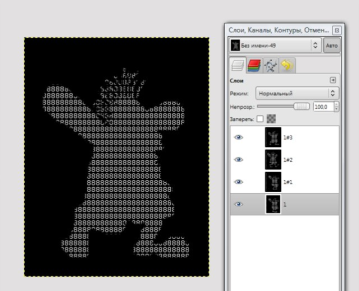 Слои, Каналы, Контуры, Отмен...
Без имени-49
Авто
Слои
Режим: Нормальный
Непрозр.: 100.0
Запереть:
1#3
1#2
1#1
1